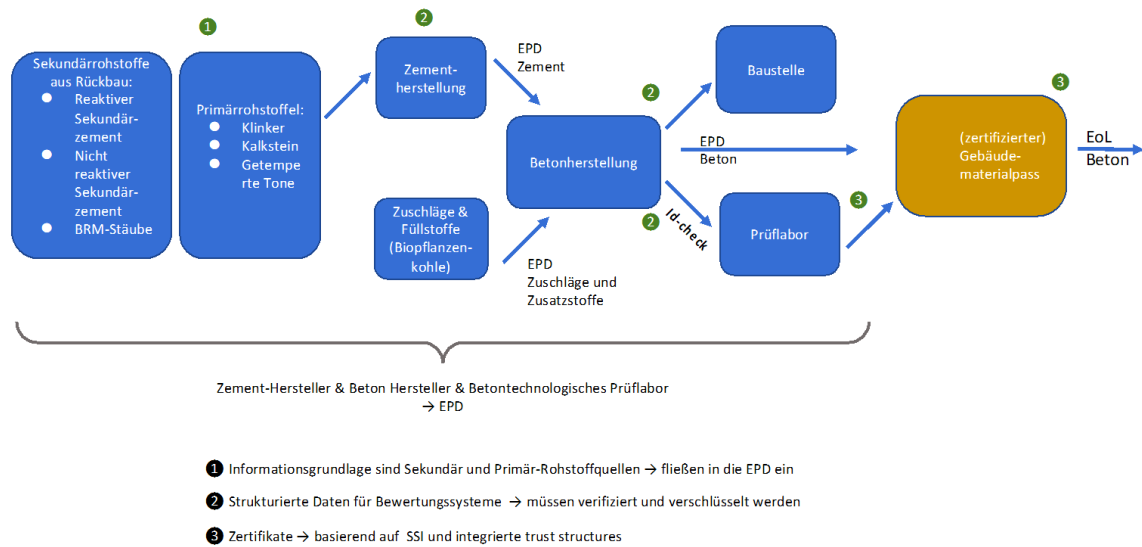 1
2
3
Sekundärrohstoffe
aus Rückbau:
Reaktiver
Sekundär-
zement
Nicht
reaktiver
Sekundär-
zement
BRM-Stäube
Primärrohstoffel:
Klinker
Kalkstein
Getempe
rte Tone
Zement-
herstellung
EPD
Zement
Zuschläge &
Füllstoffe
(Biopflanzen-
kohle)
EPD
Zuschläge und
Zusatzstoffe
Betonherstellung
2
Baustelle
EPD
Beton
2
Id-check
Prüflabor
3
(zertifizierter)
Gebäude-
materialpass
EoL
Beton
Zement-Hersteller & Beton Hersteller & Betontechnologisches Prüflabor
→ EPD
1 Informationsgrundlage sind Sekundär und Primär-Rohstoffquellen → fließen in die EPD ein
2 Strukturierte Daten für Bewertungssysteme → müssen verifiziert und verschlüsselt werden
3 Zertifikate → basierend auf SSI und integrierte trust structures